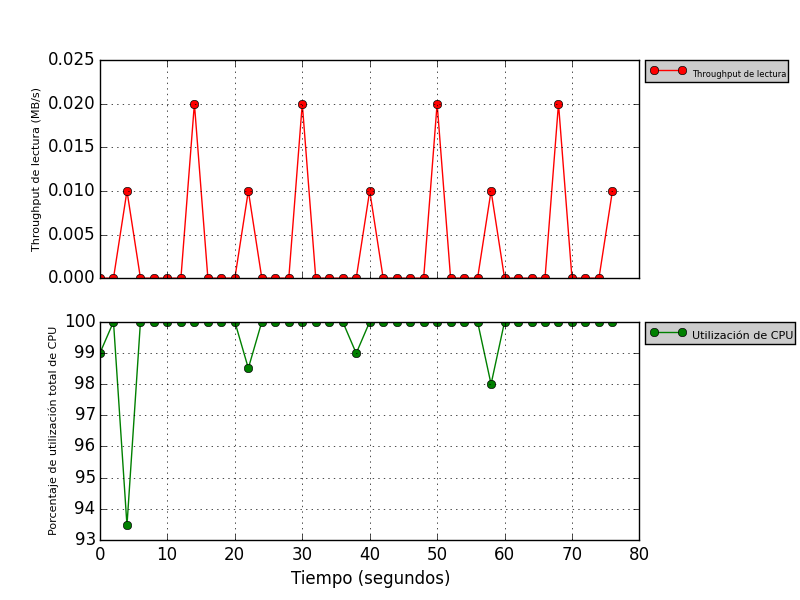 0.025
0.020
0.015
0.010
0.005
0.000
Throughput de lectura (MB/s)
Throughput de lectura
100
99
98
97
96
95
94
93
Porcentaje de utilización total de CPU
Utilización de CPU
0 10 20 30 40 50 60 70 80
Tiempo (segundos)